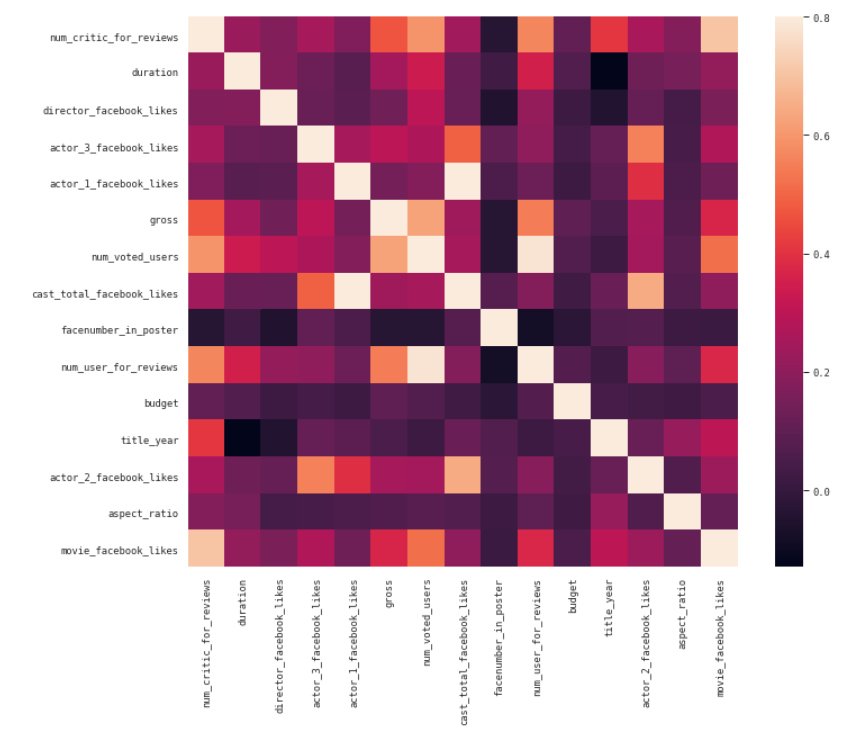 num_critic_for_reviews
duration
director_facebook_likes
actor_3_facebook_likes
actor_1_facebook_likes
gross
num_voted_users
cast_total_facebook_likes
facenumber_in_poster
num_user_for_reviews
budget
title_year
actor_2_facebook_likes
aspect_ratio
movie_facebook_likes
num_critic_for_reviews
duration
director_facebook_likes
actor_3_facebook_likes
actor_1_facebook_likes
gross
num_voted_users
cast_total_facebook_likes
facenumber_in_poster
num_user_for_reviews
budget
title_year
actor_2_facebook_likes
aspect_ratio
movie_facebook_likes
0.8
0.6
0.4
0.2
0.0